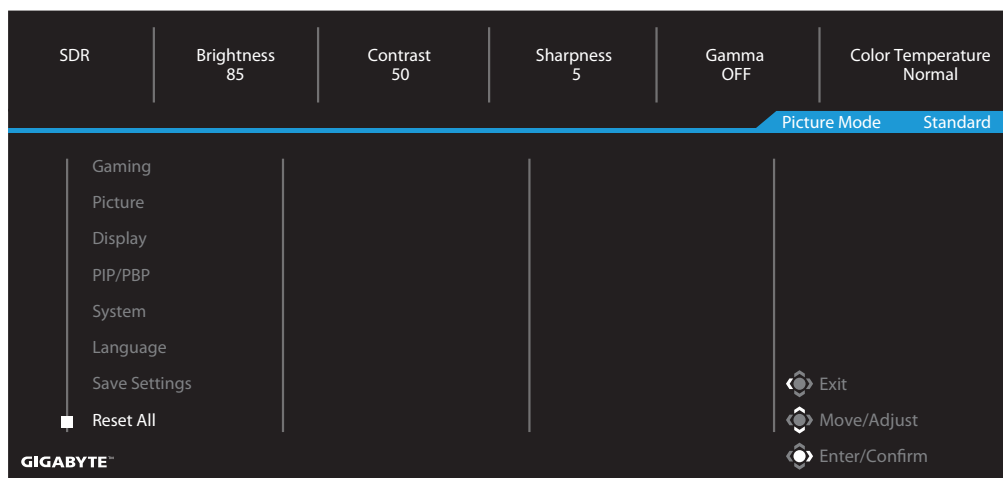 SDR
Brightness
85
Contrast
50
Sharpness
5
Gamma
OFF
Color Temperature
Normal
Picture Mode Standard
Gaming
Picture
Display
PIP/PBP
System
Language
Save Settings
Reset All
Exit
Move/Adjust
Enter/Confirm
GIGABYTE™